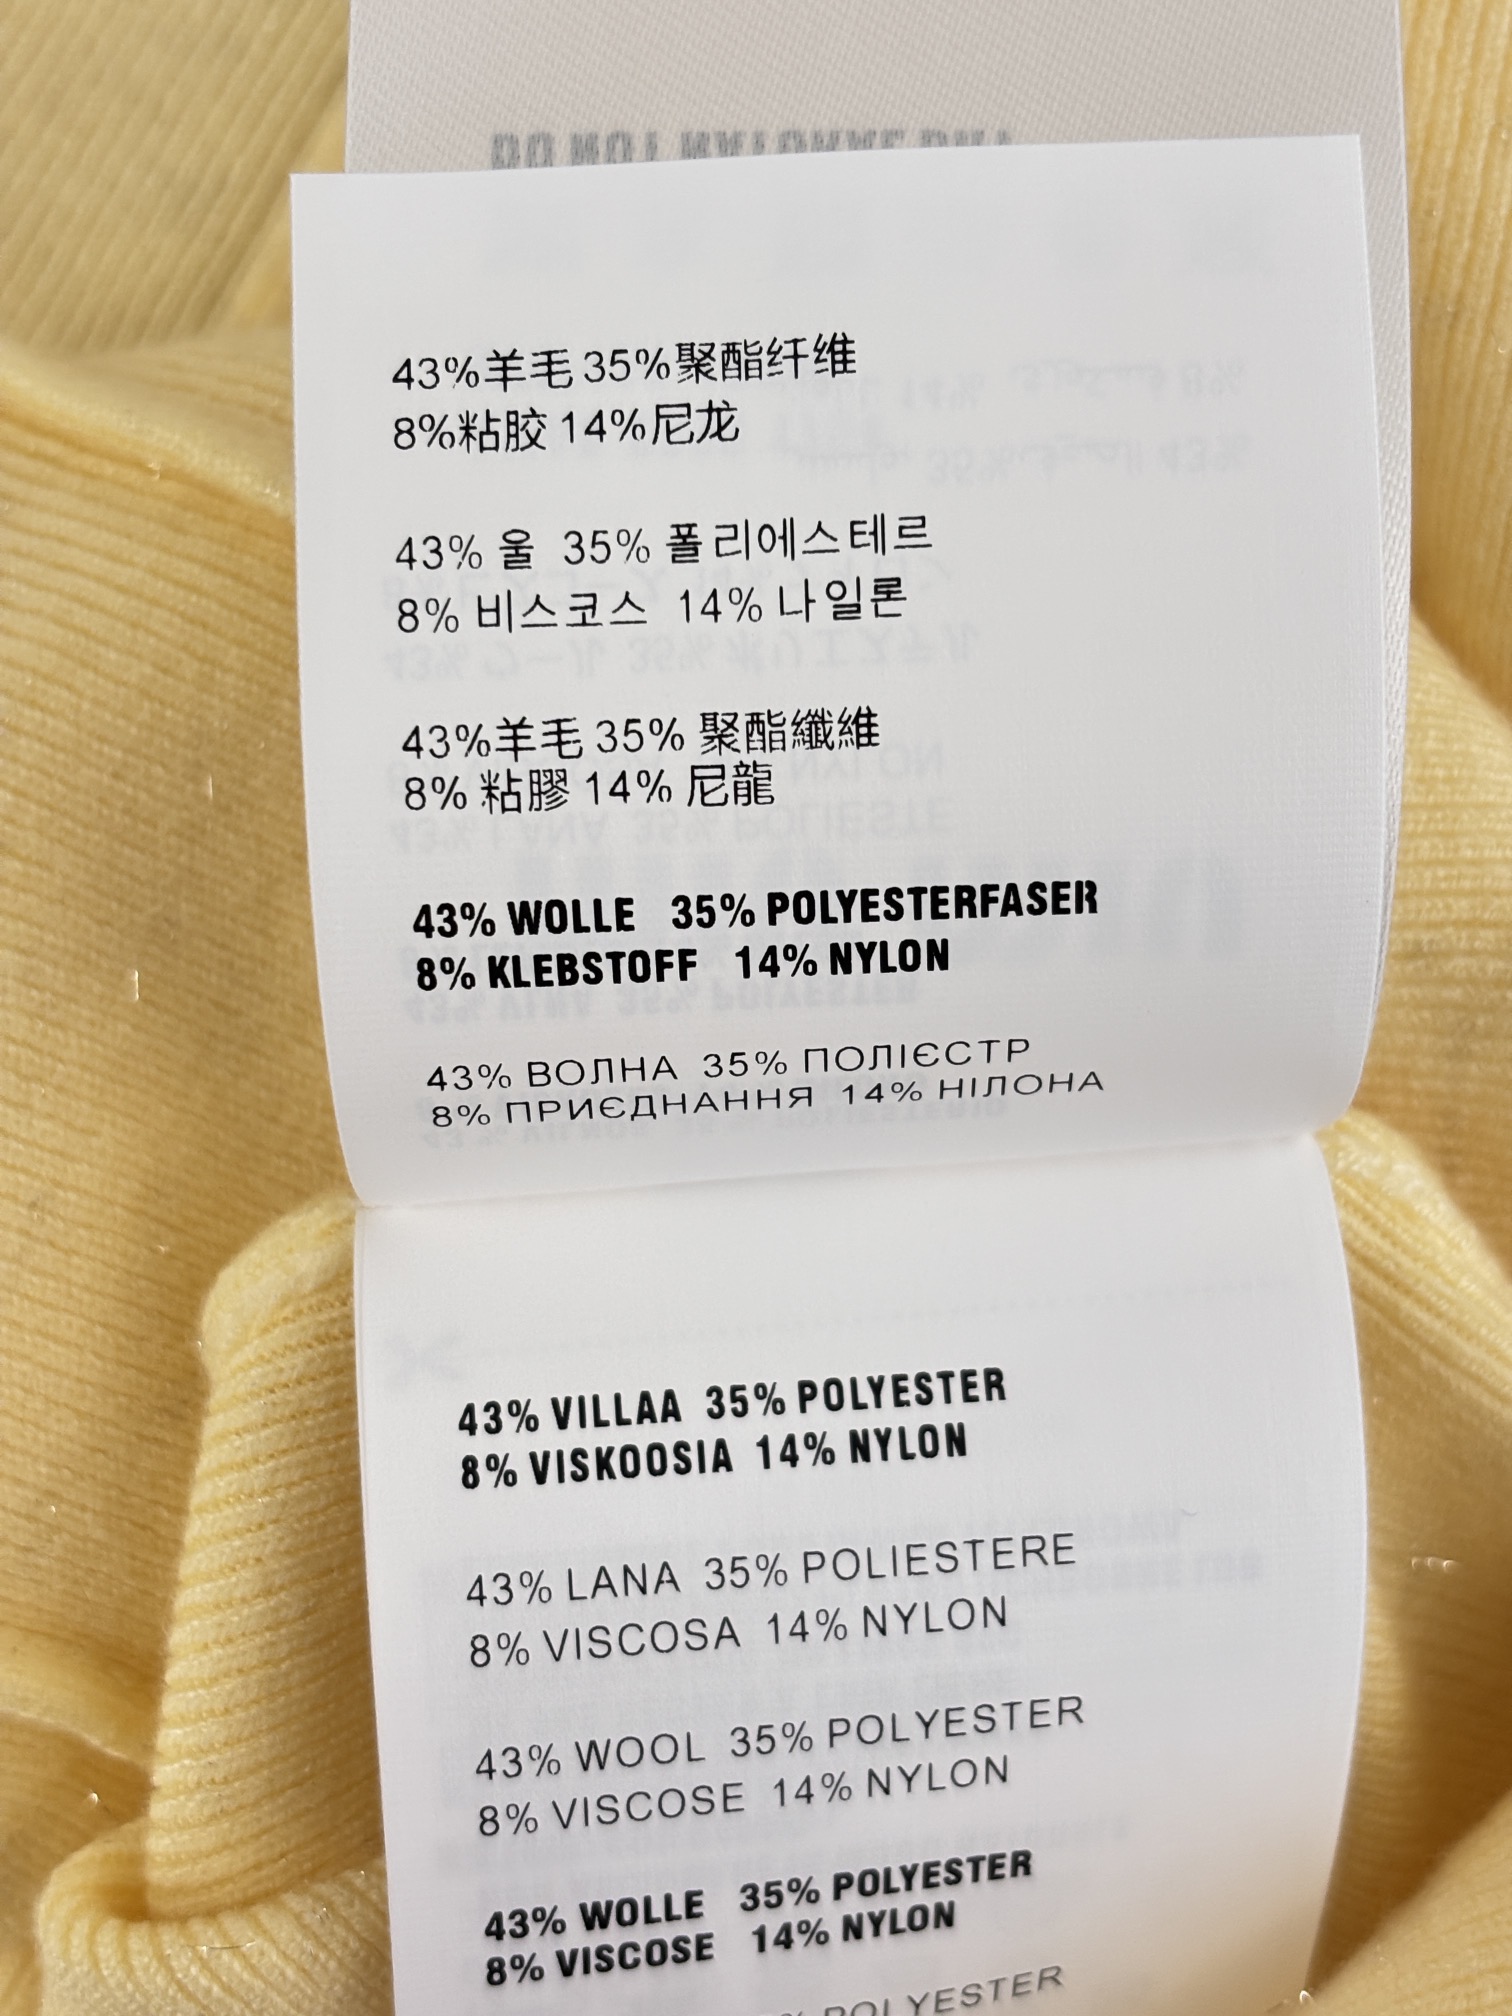 43%羊毛 35%聚酯纤维
8%粘胶 14%尼龙
43% 울 35% 폴리에스테르
8% 비스코스 14% 나일론
43%羊毛 35% 聚酯纖維
8% 粘膠 14% 尼龍
43% WOLLE 35% POLYESTERFASER
8% KLEBSTOFF 14% NYLON
43% ВОЛНА 35% ПОЛІЄСТР
8% ПРИЄДНАННЯ 14% НІЛОНА
43% VILLAA 35% POLYESTER
8% VISKOOSIA 14% NYLON
43% LANA 35% POLIESTERE
8% VISCOSA 14% NYLON
43% WOOL 35% POLYESTER
8% VISCOSE 14% NYLON
43% WOLLE 35% POLYESTER
8% VISCOSE 14% NYLON
% POLYESTER